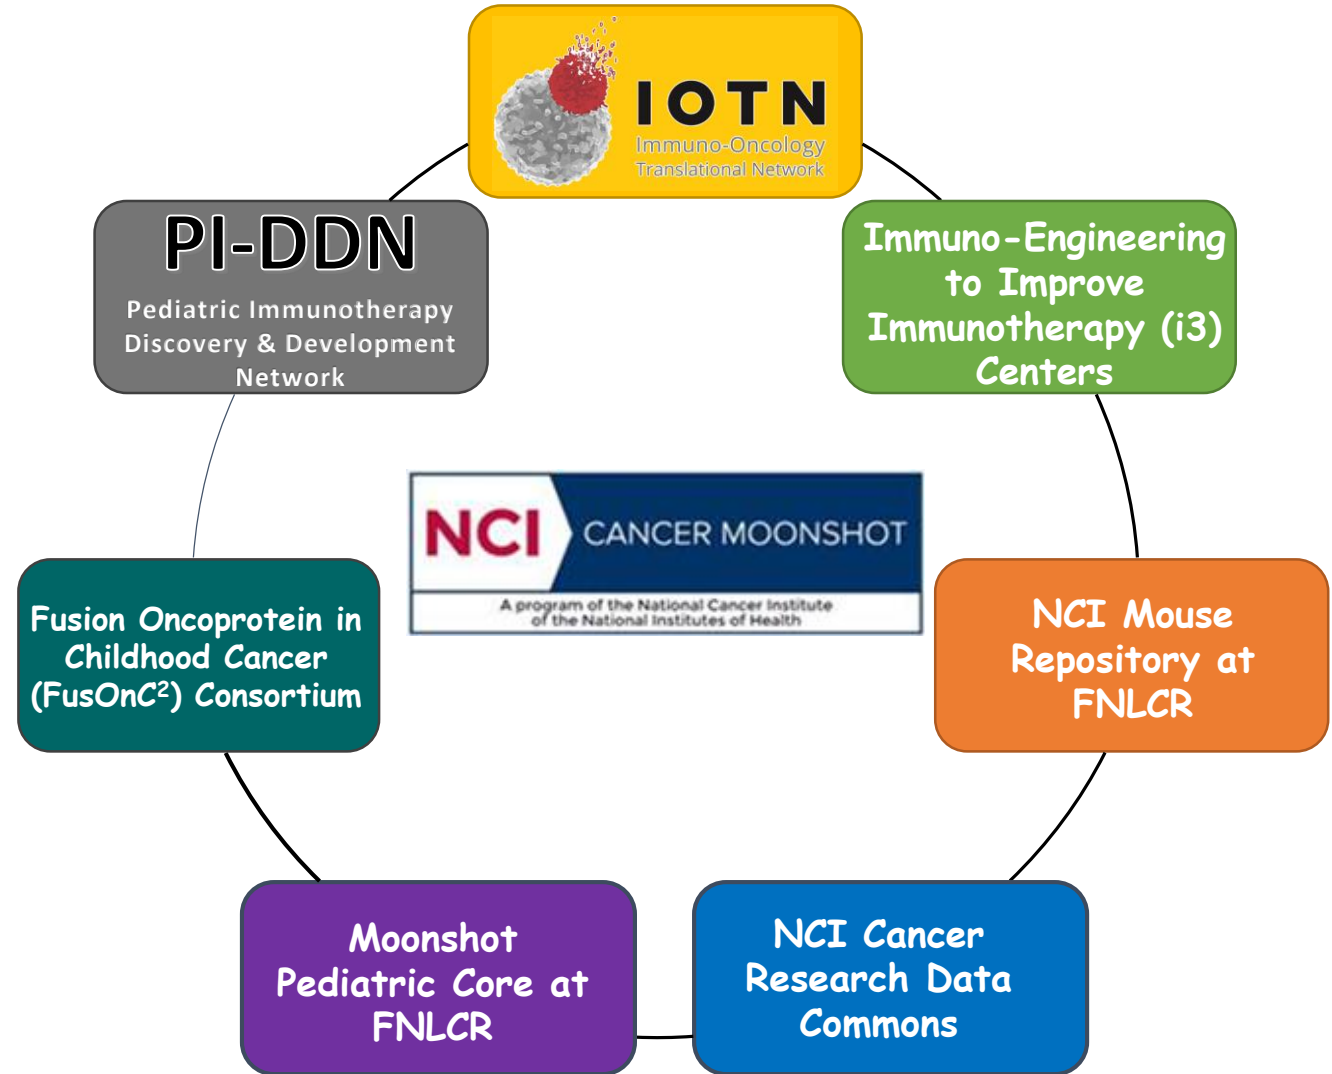 IOTN
Immuno-Oncology
Translational Network
PI-DDN
Pediatric Immunotherapy
Discovery & Development
Network
Immuno-Engineering
to Improve
Immunotherapy (i3)
Centers
NCI CANCER MOONSHOT
A program of the National Cancer Institute
of the National Institutes of Health
Fusion Oncoprotein in
Childhood Cancer
(FusOnC²) Consortium
NCI Mouse
Repository at
FNLCR
Moonshot
Pediatric Core at
FNLCR
NCI Cancer
Research Data
Commons